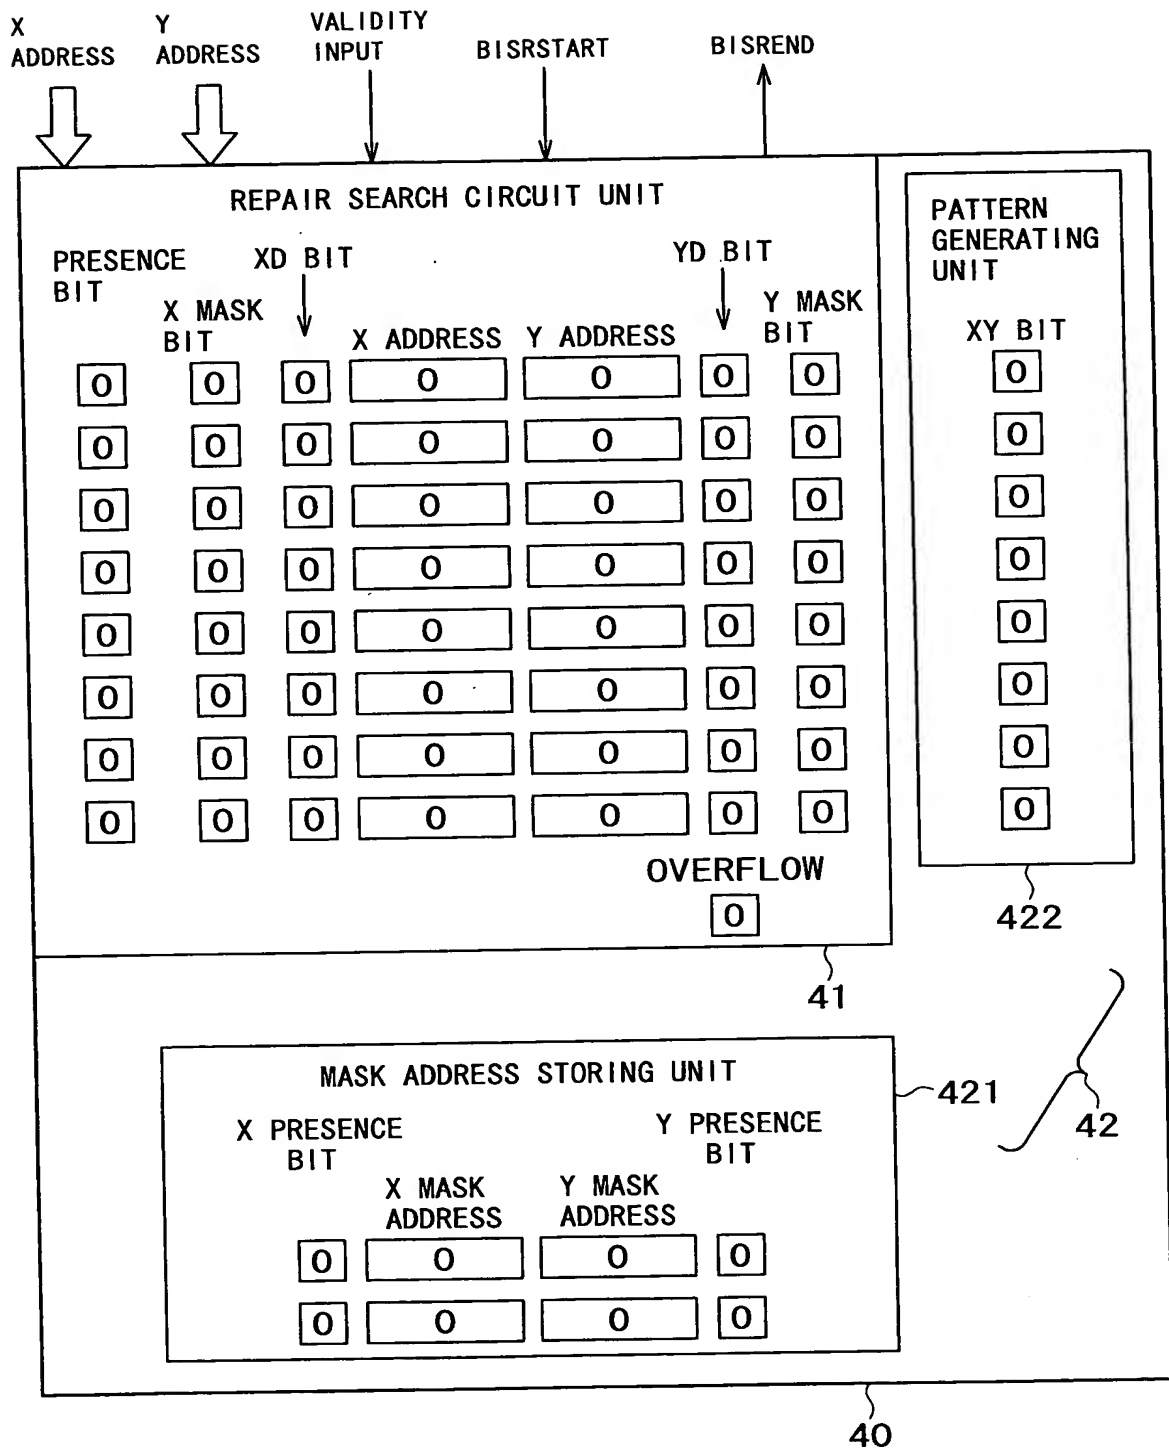 X ADDRESS
Y ADDRESS
VALIDITY INPUT
BISRSTART
BISREND
REPAIR SEARCH CIRCUIT UNIT
PRESENCE BIT
X MASK BIT
XD BIT
X ADDRESS
Y ADDRESS
YD BIT
Y MASK BIT
0 0 0 0 0 0 0
0 0 0 0 0 0 0
0 0 0 0 0 0 0
0 0 0 0 0 0 0
0 0 0 0 0 0 0
0 0 0 0 0 0 0
0 0 0 0 0 0 0
0 0 0 0 0 0 0
OVERFLOW
0
41
PATTERN
GENERATING
UNIT
XY BIT
0
0
0
0
0
0
0
0
422
42
MASK ADDRESS STORING UNIT
421
X PRESENCE
BIT
X MASK
ADDRESS
Y MASK
ADDRESS
Y PRESENCE
BIT
0 0 0 0
0 0 0 0
40